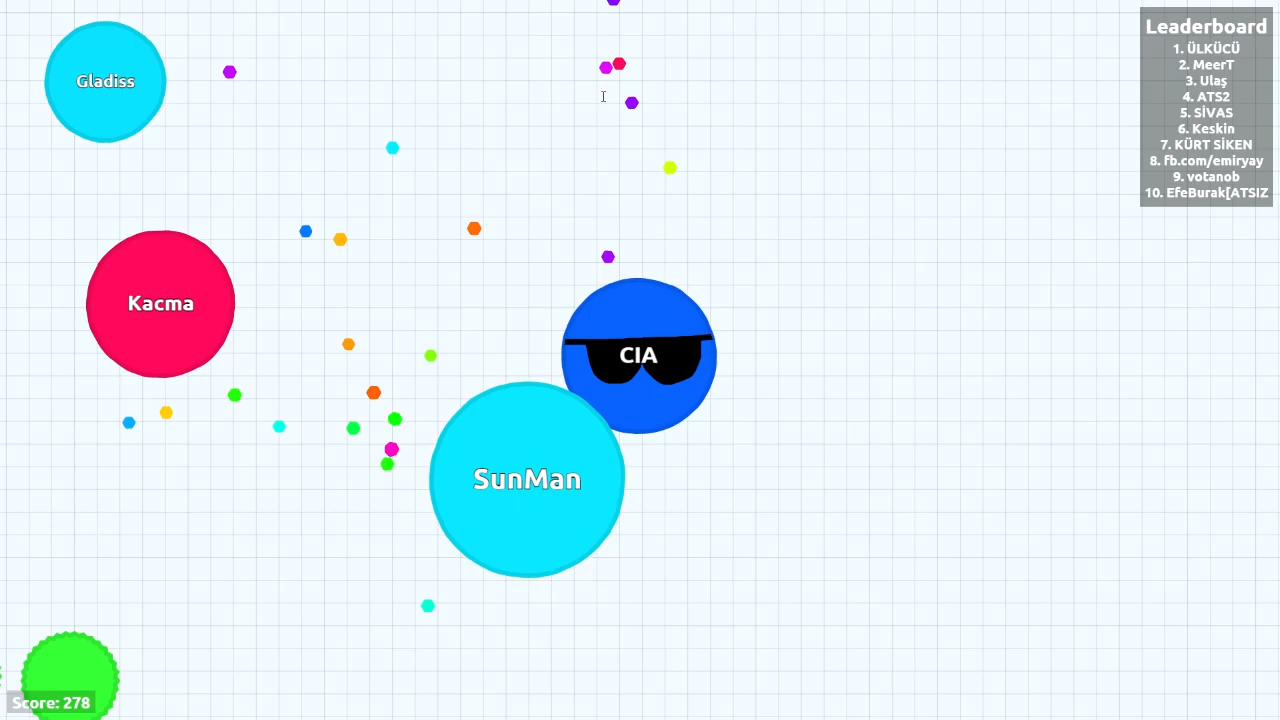 Gladiss
Kacma
CIA
SunMan
Score: 278
Leaderboard
1. ÜLKÜCÜ
2. MeerT
3. Ulaş
4. ATS2
5. SİVAS
6. Keskin
7. KÜRT SİKEN
8. fb.com/emiryay
9. votanob
10. EfeBurak[ATSIZ